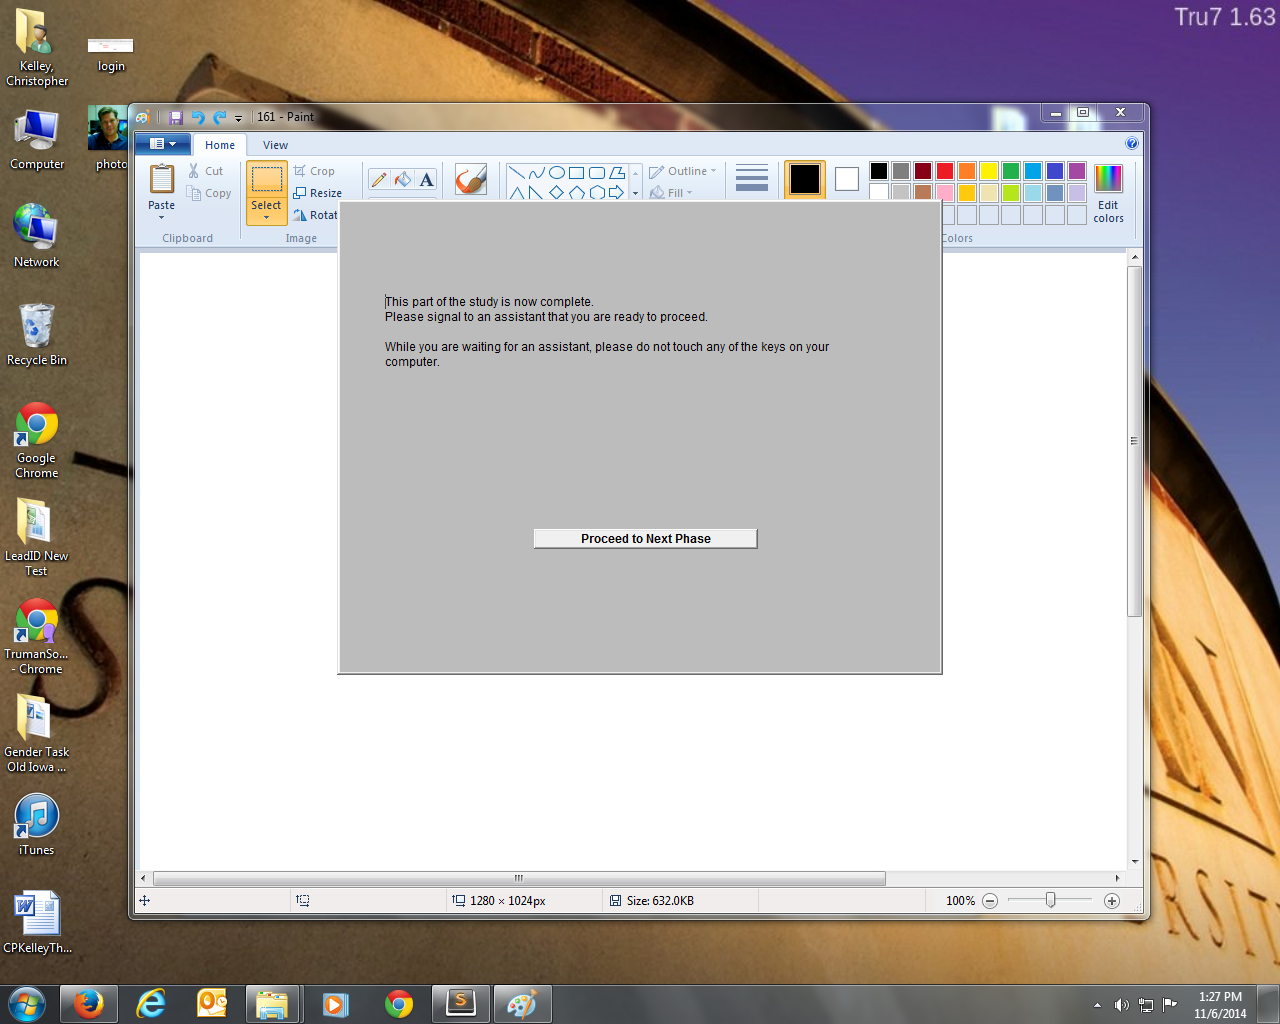 Tru7 1.63
Kelley,
Christopher
login
Computer
photo
Network
Recycle Bin
Google
Chrome
LeadID New
Test
TrumanSo...
- Chrome
Gender Task
Old Iowa ...
iTunes
CPKelleyTh...
161 - Paint
Home
View
Paste
Cut
Copy
Clipboard
Select
Crop
Resize
Rotat
Image
A
Outline
Fill
Edit
colors
Colors
This part of the study is now complete.
Please signal to an assistant that you are ready to proceed.
While you are waiting for an assistant, please do not touch any of the keys on your
computer.
Proceed to Next Phase
1280 × 1024px
Size: 632.0KB
100%
RSIT
1:27 PM
11/6/2014